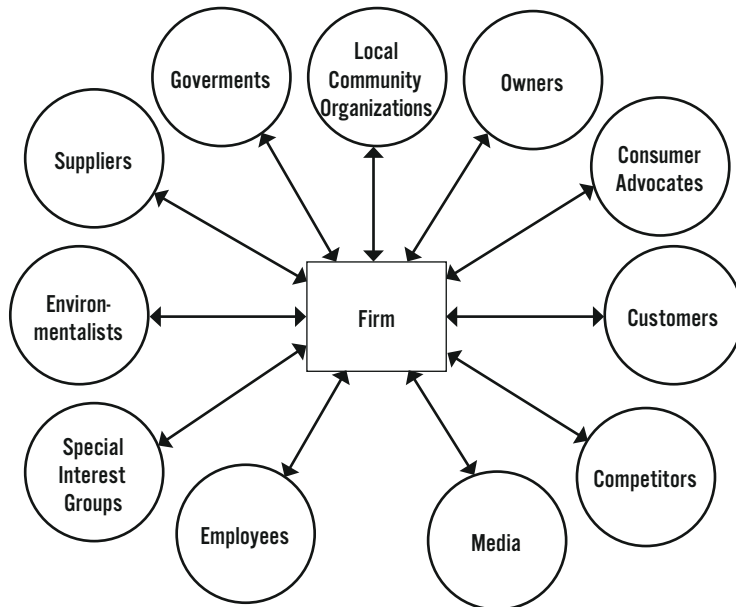 Goverments
Local
Community
Organizations
Owners
Suppliers
Consumer
Advocates
Environ-
mentalists
Firm
Customers
Special
Interest
Groups
Employees
Media
Competitors